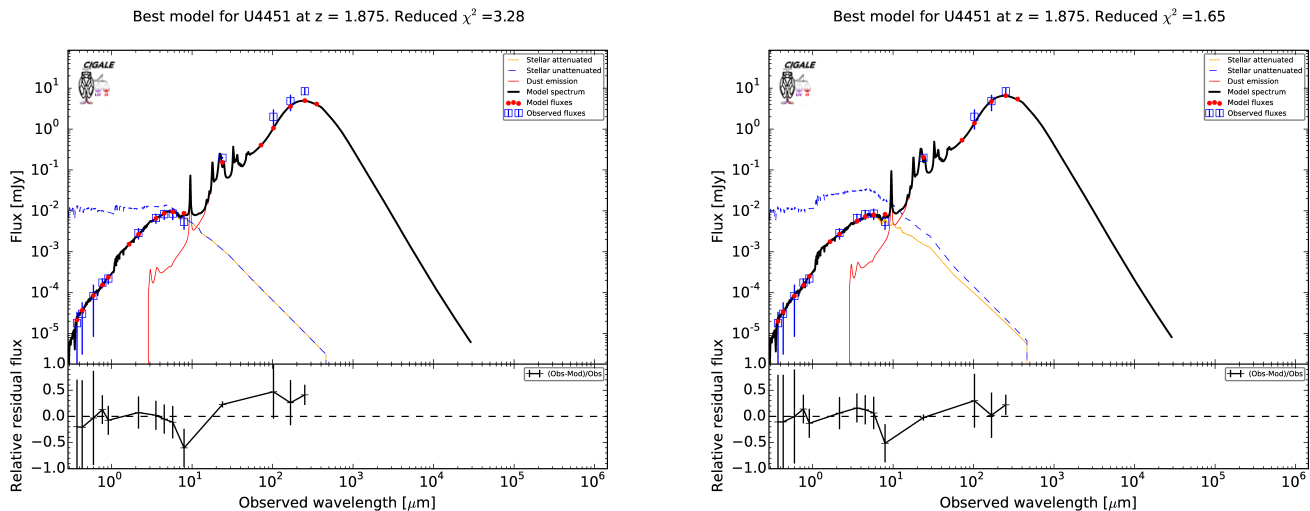 Best model for U4451 at z = 1.875. Reduced χ² =3.28
CIGALE
Stellar attenuated
Stellar unattenuated
Dust emission
Model spectrum
Model fluxes
Observed fluxes
Flux [mJy]
10¹
10⁰
10⁻¹
10⁻²
10⁻³
10⁻⁴
10⁻⁵
1.0
(Obs-Mod)/Obs
Relative residual flux
0.5
0.0
−0.5
−1.0
10⁰ 10¹ 10² 10³ 10⁴ 10⁵ 10⁶
Observed wavelength [μm]
Best model for U4451 at z = 1.875. Reduced χ² =1.65
CIGALE
Stellar attenuated
Stellar unattenuated
Dust emission
Model spectrum
Model fluxes
Observed fluxes
Flux [mJy]
10¹
10⁰
10⁻¹
10⁻²
10⁻³
10⁻⁴
10⁻⁵
1.0
(Obs-Mod)/Obs
Relative residual flux
0.5
0.0
−0.5
−1.0
10⁰ 10¹ 10² 10³ 10⁴ 10⁵ 10⁶
Observed wavelength [μm]